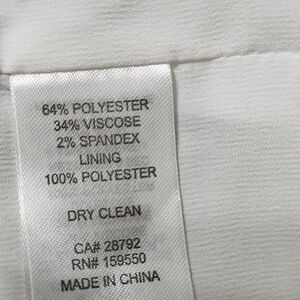 64% POLYESTER
34% VISCOSE
2% SPANDEX
LINING
100% POLYESTER
DRY CLEAN
CA# 28792
RN# 159550
MADE IN CHINA